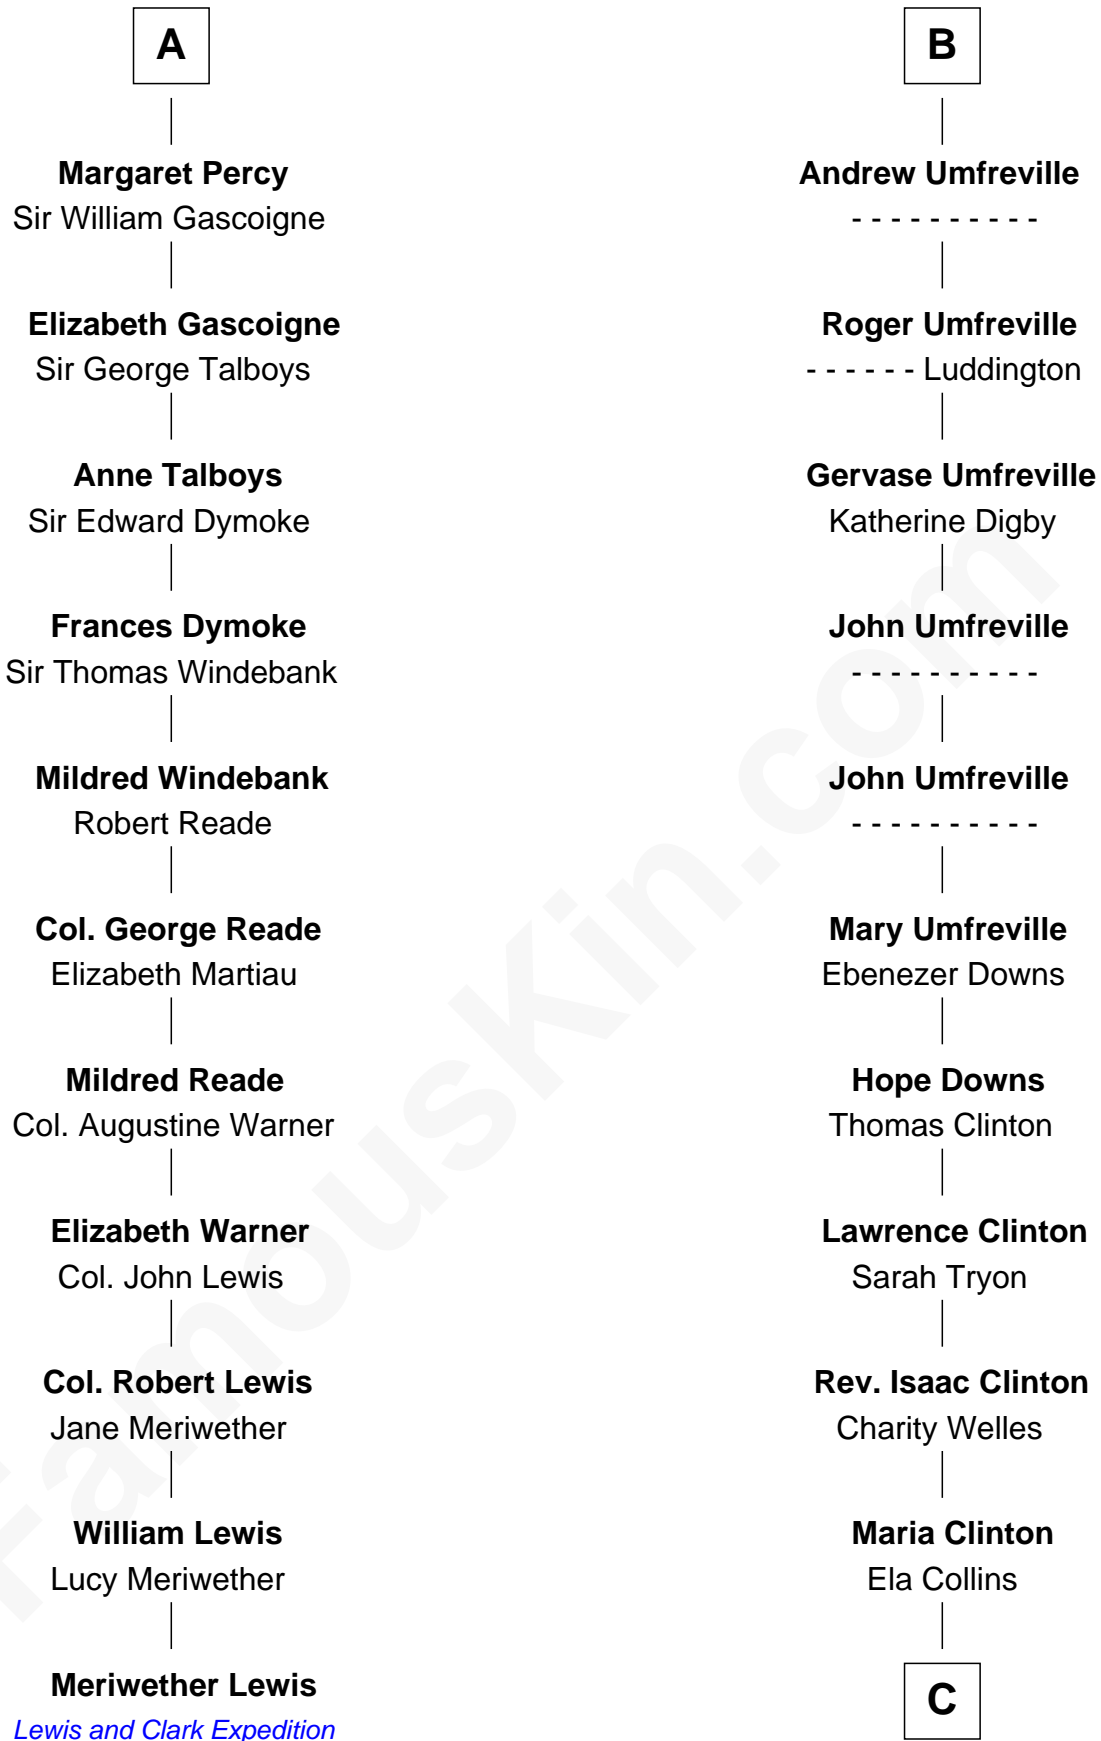 A
Margaret Percy
Sir William Gascoigne
Elizabeth Gascoigne
Sir George Talboys
Anne Talboys
Sir Edward Dymoke
Frances Dymoke
Sir Thomas Windebank
Mildred Windebank
Robert Reade
Col. George Reade
Elizabeth Martiau
Mildred Reade
Col. Augustine Warner
Elizabeth Warner
Col. John Lewis
Col. Robert Lewis
Jane Meriwether
William Lewis
Lucy Meriwether
Meriwether Lewis
Lewis and Clark Expedition
B
Andrew Umfreville
- - - - - - - - - -
Roger Umfreville
- - - - - - Luddington
Gervase Umfreville
Katherine Digby
John Umfreville
- - - - - - - - - -
John Umfreville
- - - - - - - - - -
Mary Umfreville
Ebenezer Downs
Hope Downs
Thomas Clinton
Lawrence Clinton
Sarah Tryon
Rev. Isaac Clinton
Charity Welles
Maria Clinton
Ela Collins
C
FamousKin.com